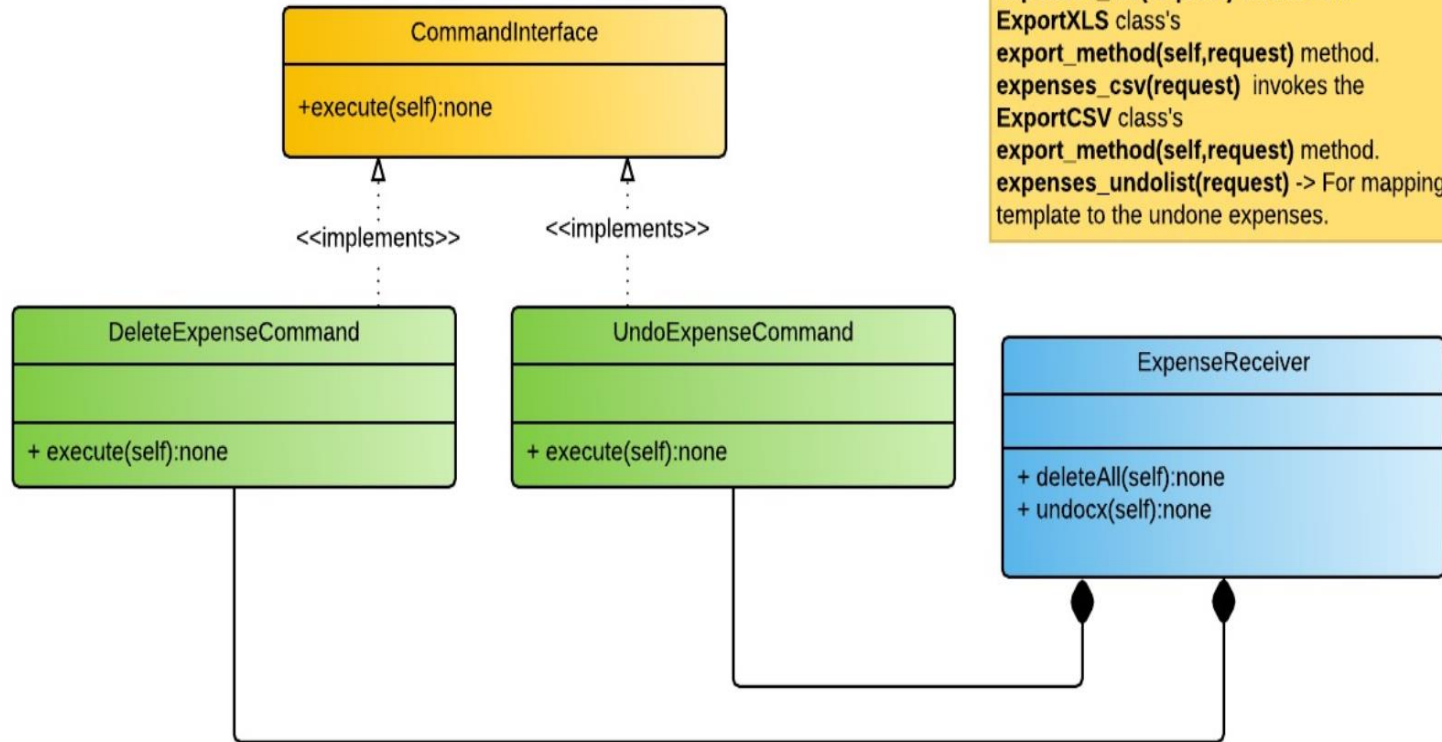 CommandInterface
+execute(self):none
ExportXLS class's
export_method(self,request) method.
expenses_csv(request) invokes the
ExportCSV class's
export_method(self,request) method.
expenses_undolist(request) -> For mapping
template to the undone expenses.
<<implements>>
<<implements>>
DeleteExpenseCommand
+ execute(self):none
UndoExpenseCommand
+ execute(self):none
ExpenseReceiver
+ deleteAll(self):none
+ undocx(self):none